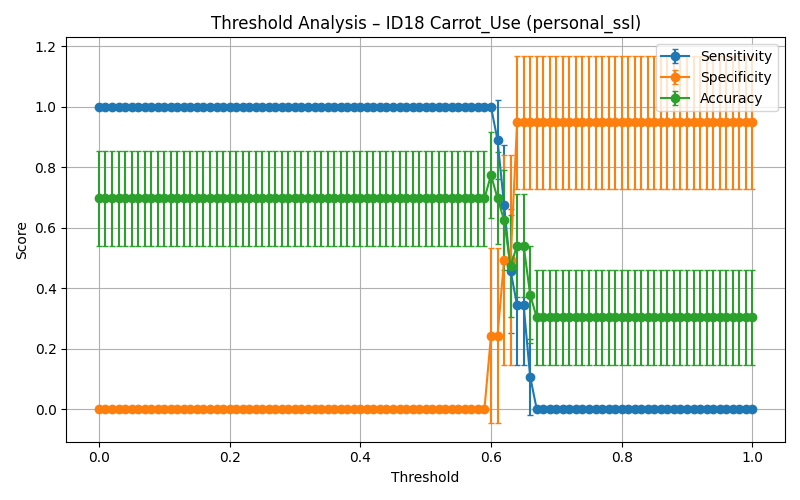 Threshold Analysis – ID18 Carrot_Use (personal_ssl)
Sensitivity
Specificity
Accuracy
Score
1.2
1.0
0.8
0.6
0.4
0.2
0.0
0.0 0.2 0.4 0.6 0.8 1.0
Threshold